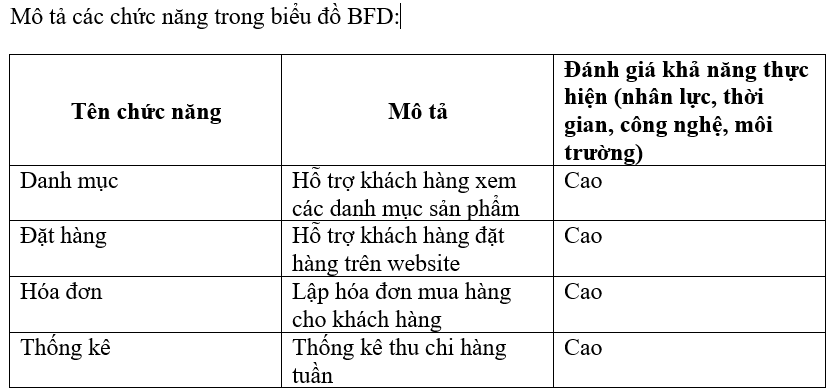 Mô tả các chức năng trong biểu đồ BFD:
Tên chức năng
Mô tả
Đánh giá khả năng thực
hiện (nhân lực, thời
gian, công nghệ, môi
trường)
Danh mục
Hỗ trợ khách hàng xem
các danh mục sản phẩm
Cao
Đặt hàng
Hỗ trợ khách hàng đặt
hàng trên website
Cao
Hóa đơn
Lập hóa đơn mua hàng
cho khách hàng
Cao
Thống kê
Thống kê thu chi hàng
tuần
Cao